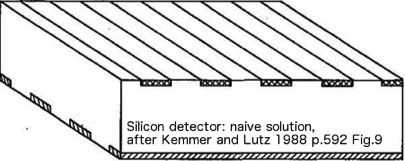 Silicon detector: naive solution,
after Kemmer and Lutz 1988 p.592 Fig.9